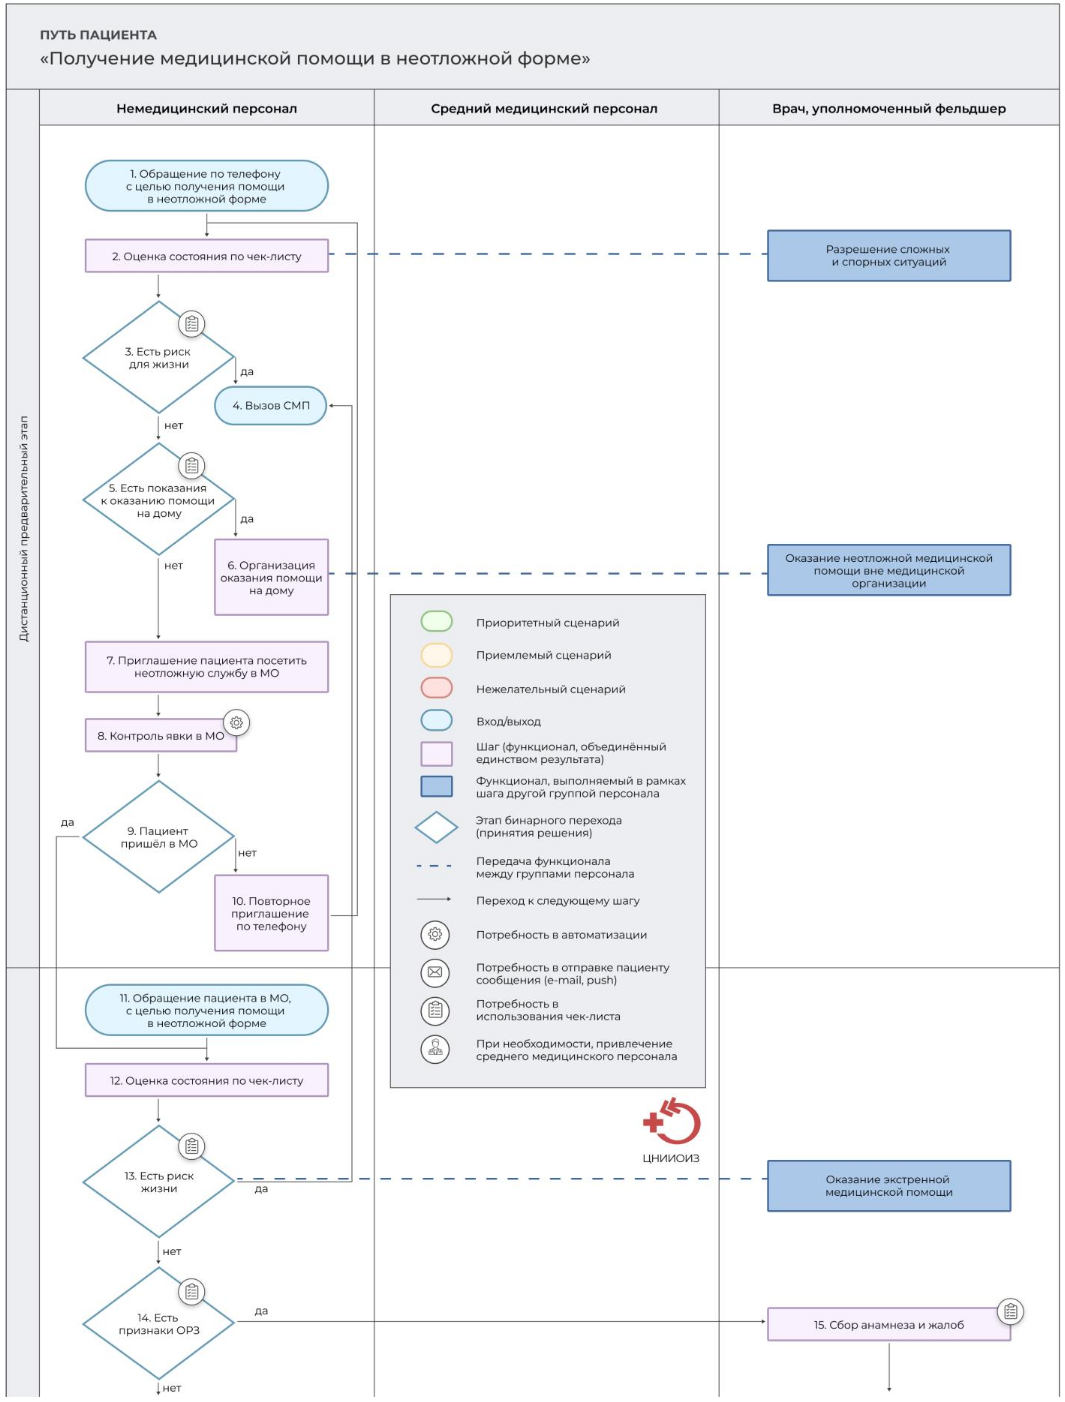 ПУТЬ ПАЦИЕНТА
«Получение медицинской помощи в неотложной форме»
Немедицинский персонал
Средний медицинский персонал
Врач, уполномоченный фельдшер
Дистанционный предварительный этап
1. Обращение по телефону
с целью получения помощи
в неотложной форме
2. Оценка состояния по чек-листу
Разрешение сложных
и спорных ситуаций
3. Есть риск
для жизни
да
4. Вызов СМП
нет
5. Есть показания
к оказанию помощи
на дому
да
нет
6. Организация
оказания помощи
на дому
Оказание неотложной медицинской
помощи вне медицинской
организации
7. Приглашение пациента посетить
неотложную службу в МО
8. Контроль явки в МО
да
9. Пациент
пришёл в МО
нет
10. Повторное
приглашение
по телефону
Приоритетный сценарий
Приемлемый сценарий
Нежелательный сценарий
Вход/выход
Шаг (функционал, объединённый
единством результата)
Функционал, выполняемый в рамках
шага другой группой персонала
Этап бинарного перехода
(принятия решения)
Передача функционала
между группами персонала
Переход к следующему шагу
Потребность в автоматизации
Потребность в отправке пациенту
сообщения (e-mail, push)
Потребность в
использования чек-листа
При необходимости, привлечение
среднего медицинского персонала
ЦНИИОИЗ
11. Обращение пациента в МО,
с целью получения помощи
в неотложной форме
12. Оценка состояния по чек-листу
13. Есть риск
жизни
да
Оказание экстренной
медицинской помощи
нет
14. Есть
признаки ОРЗ
да
15. Сбор анамнеза и жалоб
нет